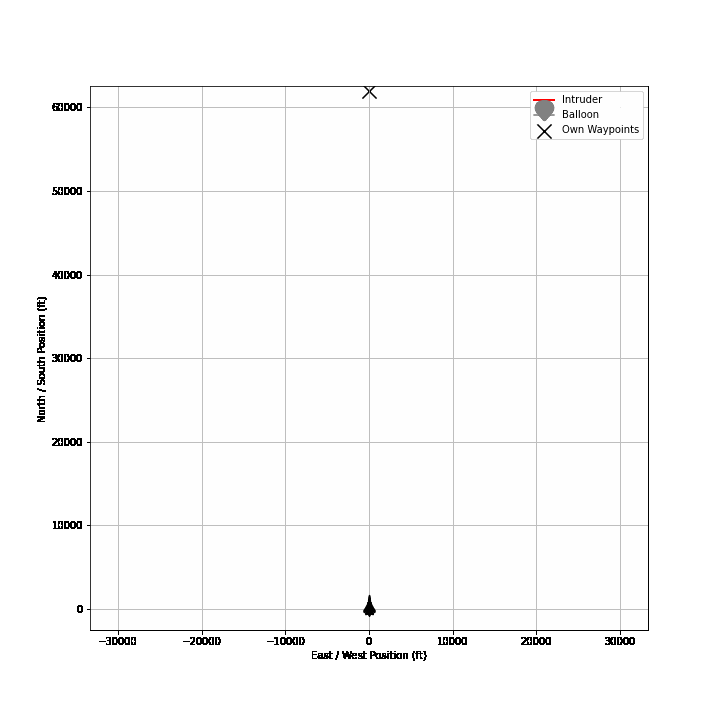 Intruder
Balloon
Own Waypoints
60000
50000
40000
30000
20000
10000
0
North / South Position (ft)
−30000 −20000 −10000 0 10000 20000 30000
East / West Position (ft)